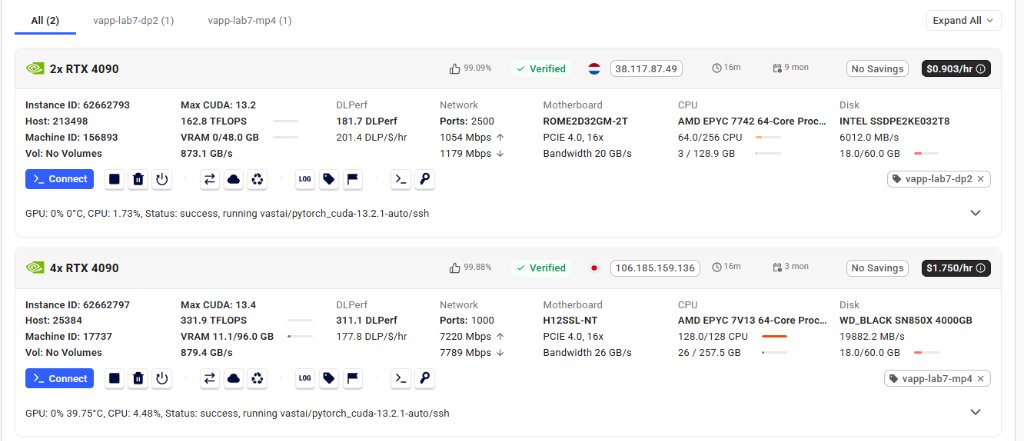 All (2) vapp-lab7-dp2 (1) vapp-lab7-mp4 (1) Expand All
2x RTX 4090 99.09% Verified 38.117.87.49 16m 9 mon No Savings $0.903/hr
Instance ID: 62662793 Max CUDA: 13.2 DLPerf Network Motherboard CPU Disk
Host: 213498 162.8 TFLOPS 181.7 DLPerf Ports: 2500 ROME2D32GM-2T AMD EPYC 7742 64-Core Proc... INTEL SSDPE2KE032T8
Machine ID: 156893 VRAM 0/48.0 GB 201.4 DLP/$/hr 1054 Mbps ↑ PCIE 4.0, 16x 64.0/256 CPU 6012.0 MB/s
Vol: No Volumes 873.1 GB/s 1179 Mbps ↓ Bandwidth 20 GB/s 3 / 128.9 GB 18.0/60.0 GB
>_ Connect LOG >_ vapp-lab7-dp2 ×
GPU: 0% 0°C, CPU: 1.73%, Status: success, running vastai/pytorch_cuda-13.2.1-auto/ssh
4x RTX 4090 99.88% Verified 106.185.159.136 16m 3 mon No Savings $1.750/hr
Instance ID: 62662797 Max CUDA: 13.4 DLPerf Network Motherboard CPU Disk
Host: 25384 331.9 TFLOPS 311.1 DLPerf Ports: 1000 H12SSL-NT AMD EPYC 7V13 64-Core Proc... WD_BLACK SN850X 4000GB
Machine ID: 17737 VRAM 11.1/96.0 GB 177.8 DLP/$/hr 7220 Mbps ↑ PCIE 4.0, 16x 128.0/128 CPU 19882.2 MB/s
Vol: No Volumes 879.4 GB/s 7789 Mbps ↓ Bandwidth 26 GB/s 26 / 257.5 GB 18.0/60.0 GB
>_ Connect LOG >_ vapp-lab7-mp4 ×
GPU: 0% 39.75°C, CPU: 4.48%, Status: success, running vastai/pytorch_cuda-13.2.1-auto/ssh